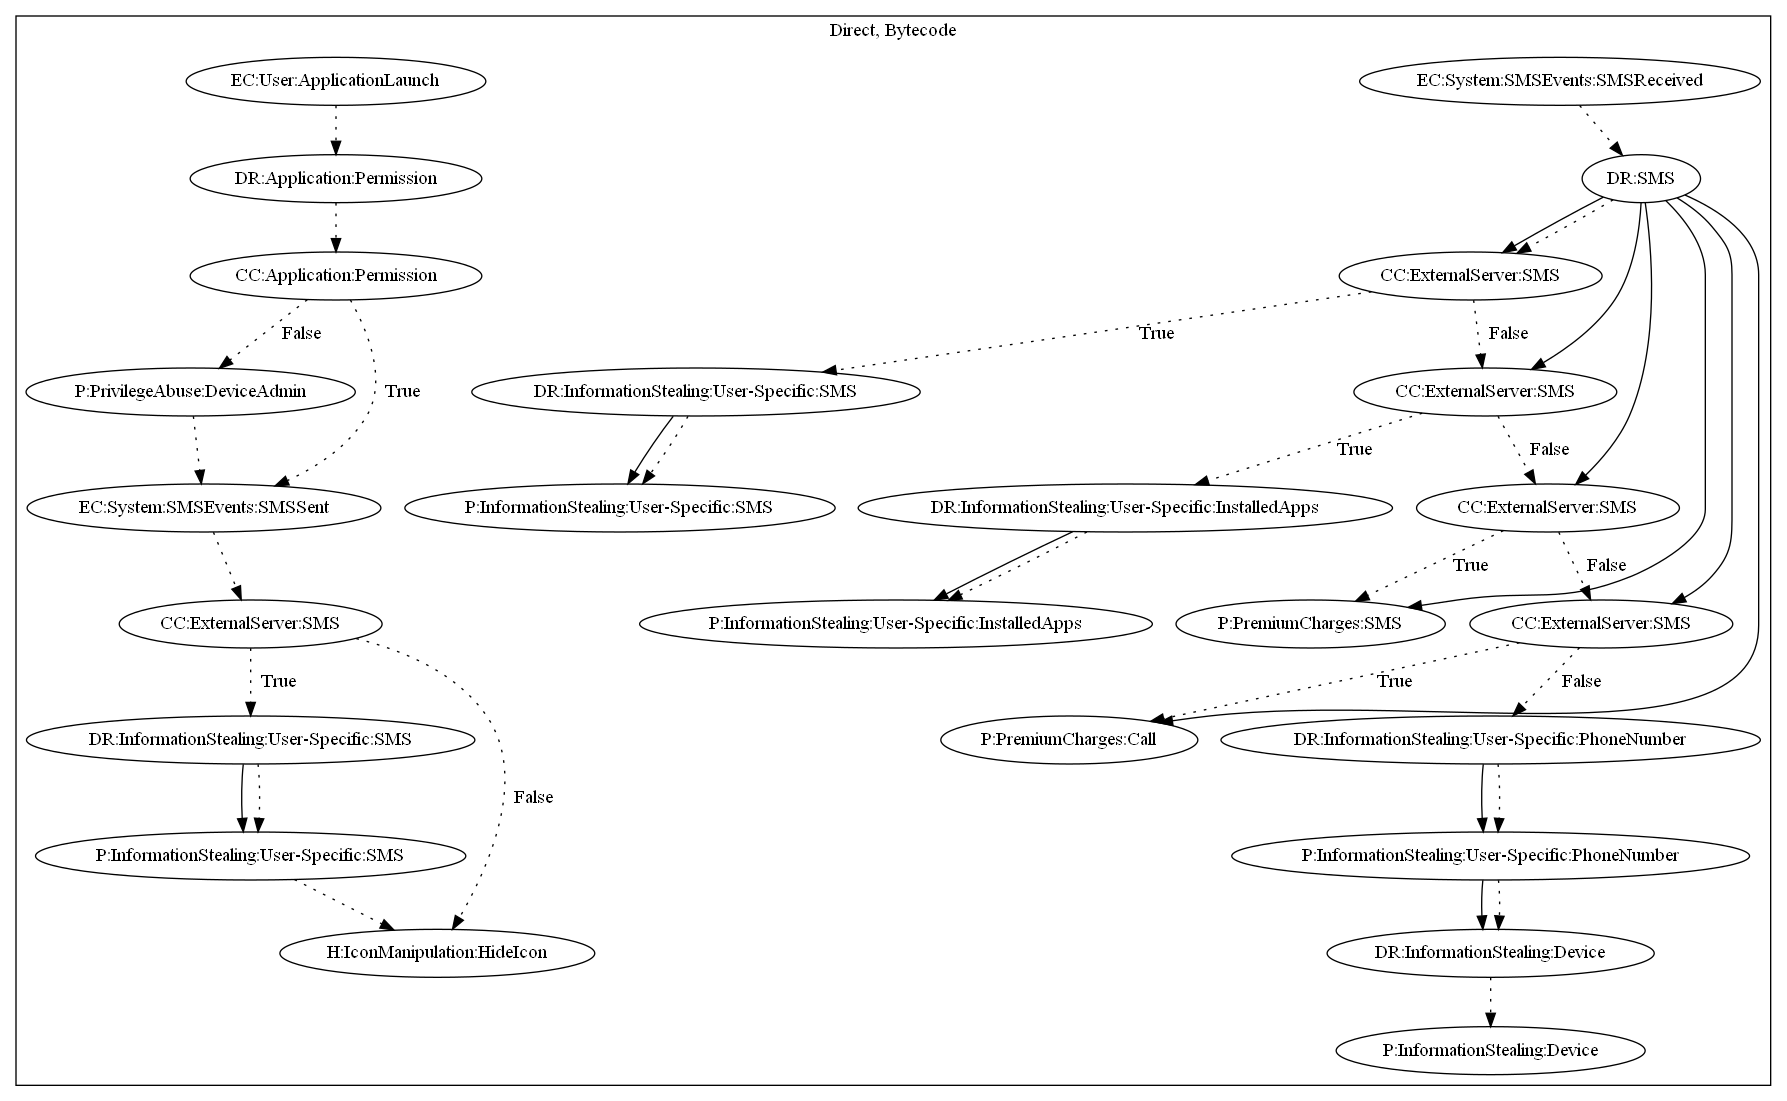 Direct, Bytecode
EC:User:ApplicationLaunch
EC:System:SMSEvents:SMSReceived
DR:Application:Permission
DR:SMS
CC:Application:Permission
CC:ExternalServer:SMS
False
True
False
P:PrivilegeAbuse:DeviceAdmin
True
DR:InformationStealing:User-Specific:SMS
CC:ExternalServer:SMS
True
False
EC:System:SMSEvents:SMSSent
P:InformationStealing:User-Specific:SMS
DR:InformationStealing:User-Specific:InstalledApps
CC:ExternalServer:SMS
True
False
CC:ExternalServer:SMS
P:InformationStealing:User-Specific:InstalledApps
P:PremiumCharges:SMS
CC:ExternalServer:SMS
True
True
False
DR:InformationStealing:User-Specific:SMS
P:PremiumCharges:Call
DR:InformationStealing:User-Specific:PhoneNumber
False
P:InformationStealing:User-Specific:SMS
P:InformationStealing:User-Specific:PhoneNumber
H:IconManipulation:HideIcon
DR:InformationStealing:Device
P:InformationStealing:Device